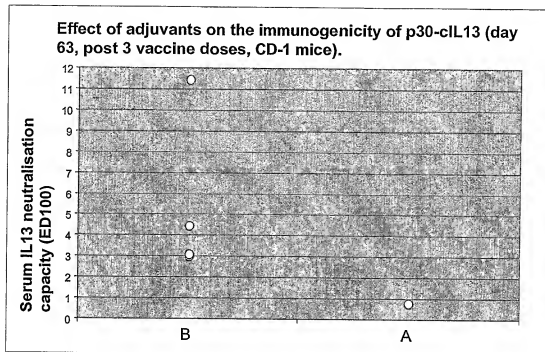 Effect of adjuvants on the immunogenicity of p30-cIL13 (day
63, post 3 vaccine doses, CD-1 mice).
Serum IL13 neutralisation
capacity (ED100)
12
11
10
9
8
7
6
5
4
3
2
1
0
B A